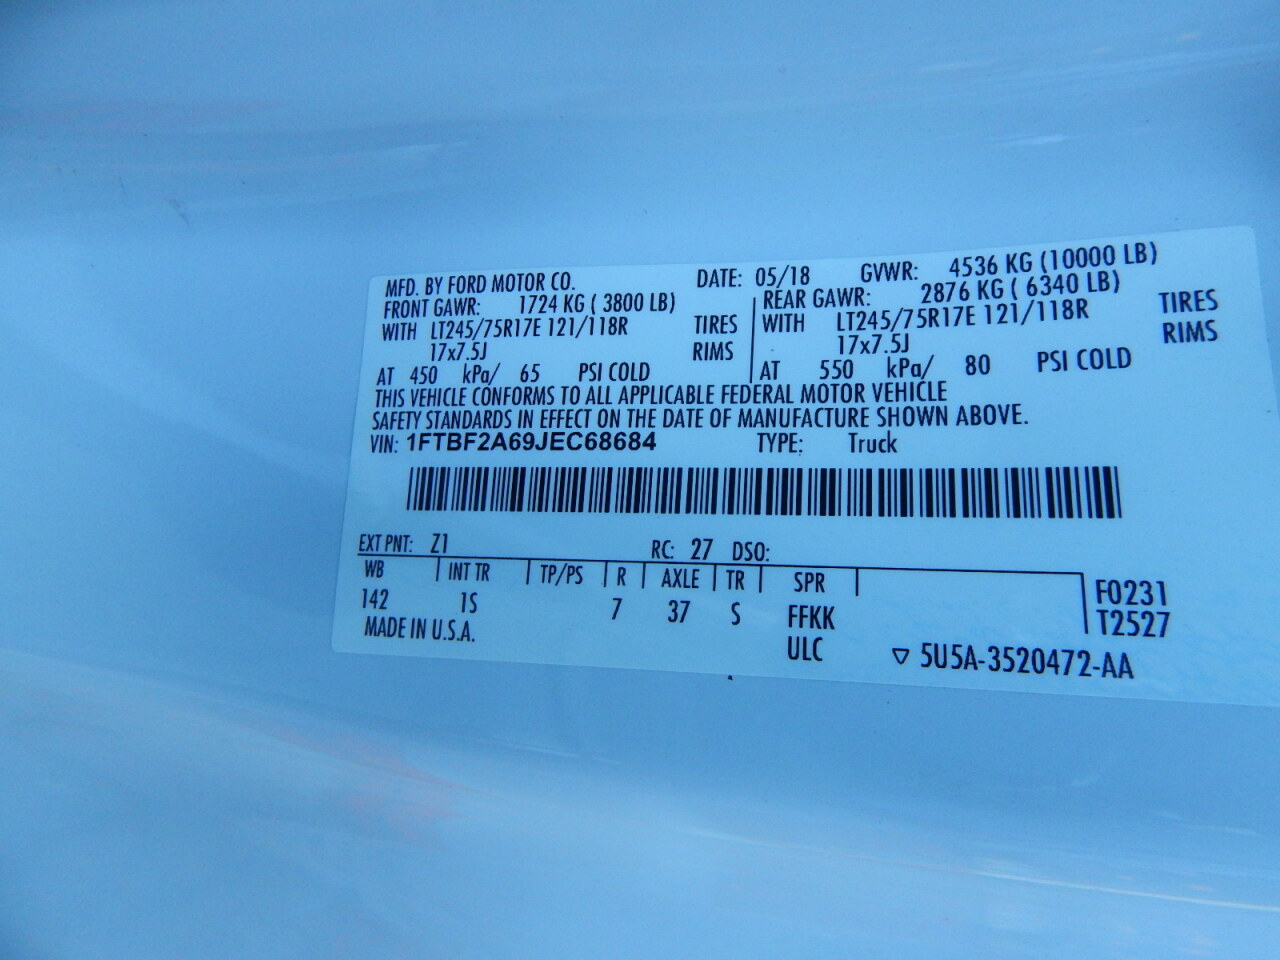 MFD. BY FORD MOTOR CO. DATE: 05/18 GVWR: 4536 KG (10000 LB)
FRONT GAWR: 1724 KG ( 3800 LB) REAR GAWR: 2876 KG ( 6340 LB)
WITH LT245/75R17E 121/118R TIRES WITH LT245/75R17E 121/118R TIRES
17x7.5J RIMS 17x7.5J RIMS
AT 450 kPa/ 65 PSI COLD AT 550 kPa/ 80 PSI COLD
THIS VEHICLE CONFORMS TO ALL APPLICABLE FEDERAL MOTOR VEHICLE
SAFETY STANDARDS IN EFFECT ON THE DATE OF MANUFACTURE SHOWN ABOVE.
VIN: 1FTBF2A69JEC68684 TYPE: Truck
EXT PNT: Z1 RC: 27 DSO:
WB INT TR TP/PS R AXLE TR SPR F0231
142 1S 7 37 S FFKK T2527
MADE IN U.S.A. ULC ▽ 5U5A-3520472-AA